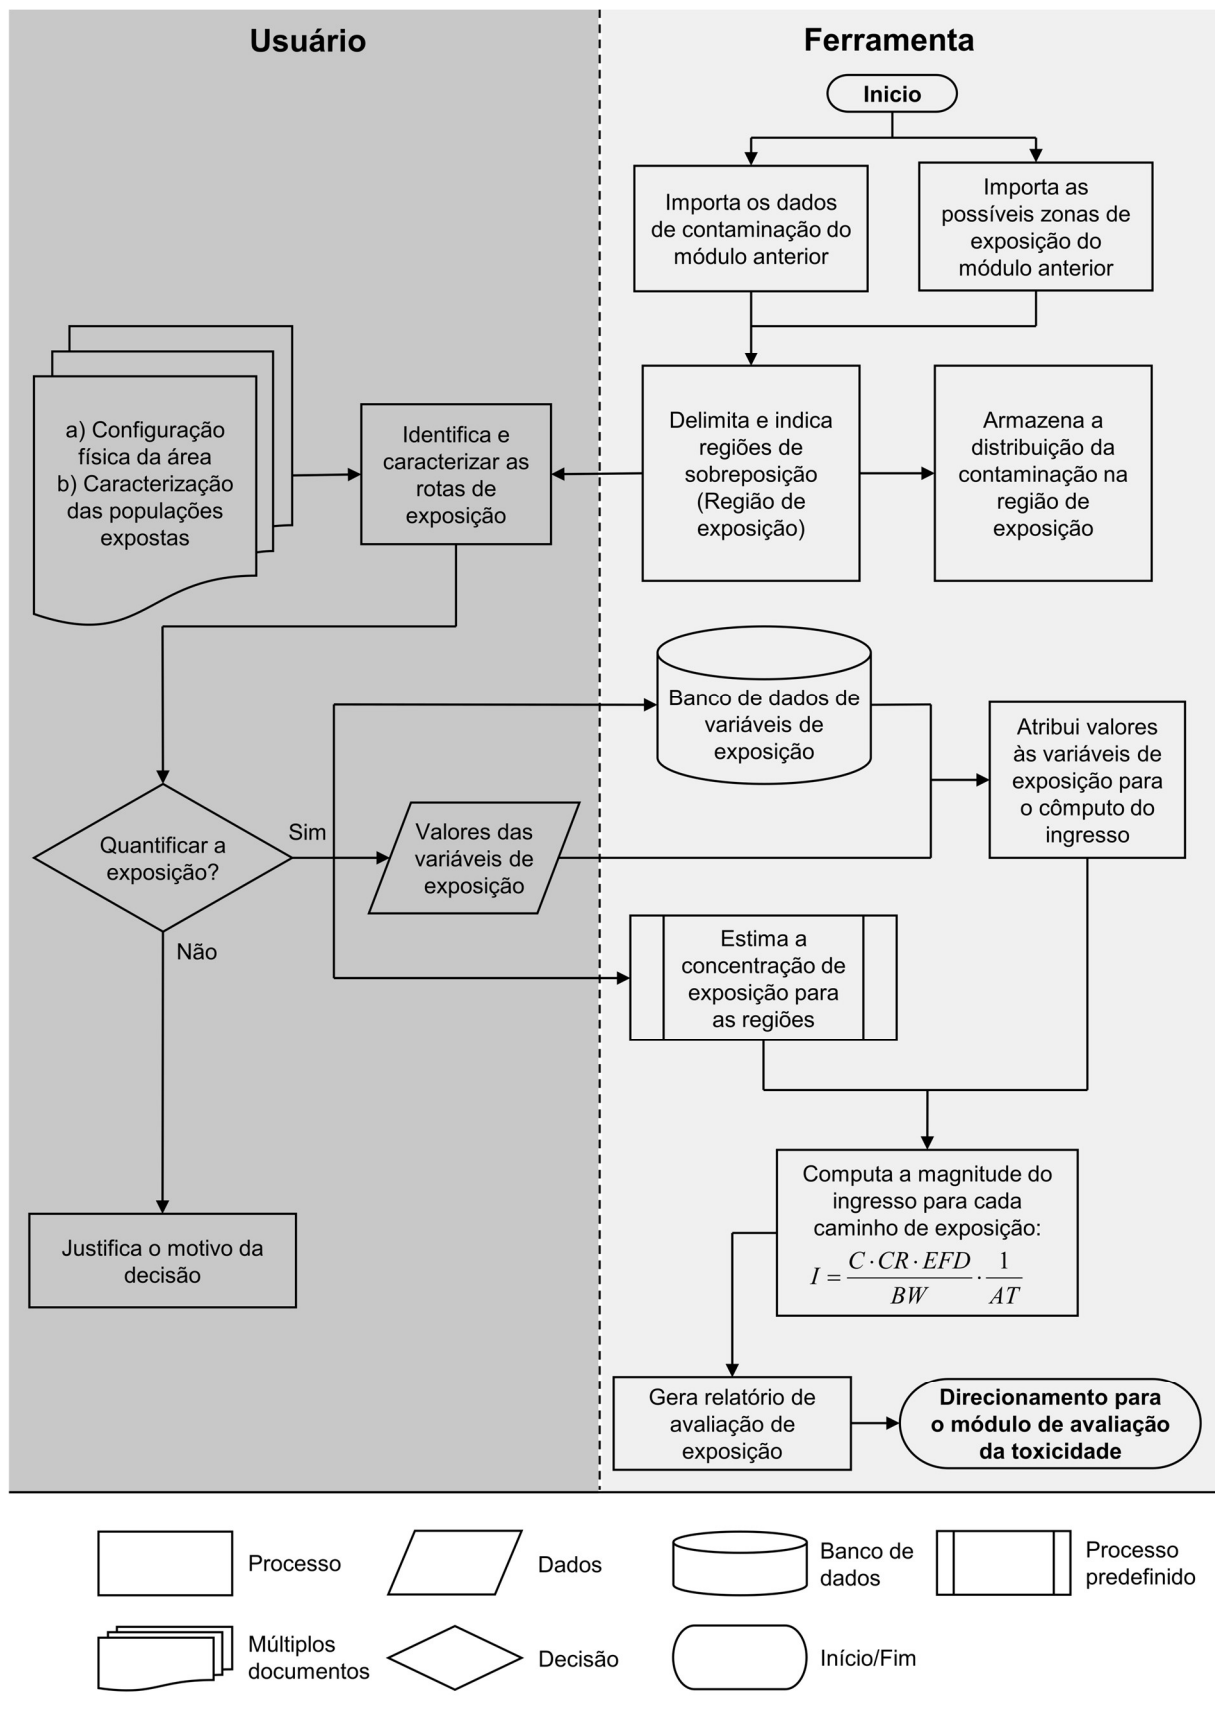 Usuário
Ferramenta
Inicio
Importa os dados
de contaminação do
módulo anterior
Importa as
possíveis zonas de
exposição do
módulo anterior
a) Configuração
física da área
b) Caracterização
das populações
expostas
Identifica e
caracterizar as
rotas de
exposição
Delimita e indica
regiões de
sobreposição
(Região de
exposição)
Armazena a
distribuição da
contaminação na
região de
exposição
Banco de dados de
variáveis de
exposição
Atribui valores
às variáveis de
exposição para
o cômputo do
ingresso
Quantificar a
exposição?
Sim
Valores das
variáveis de
exposição
Não
Estima a
concentração de
exposição para
as regiões
Computa a magnitude do
ingresso para cada
caminho de exposição:
I = \frac{C \cdot CR \cdot EFD}{BW} \cdot \frac{1}{AT}
Justifica o motivo da
decisão
Gera relatório de
avaliação de
exposição
Direcionamento para
o módulo de avaliação
da toxicidade
Processo
Dados
Banco de
dados
Processo
predefinido
Múltiplos
documentos
Decisão
Início/Fim